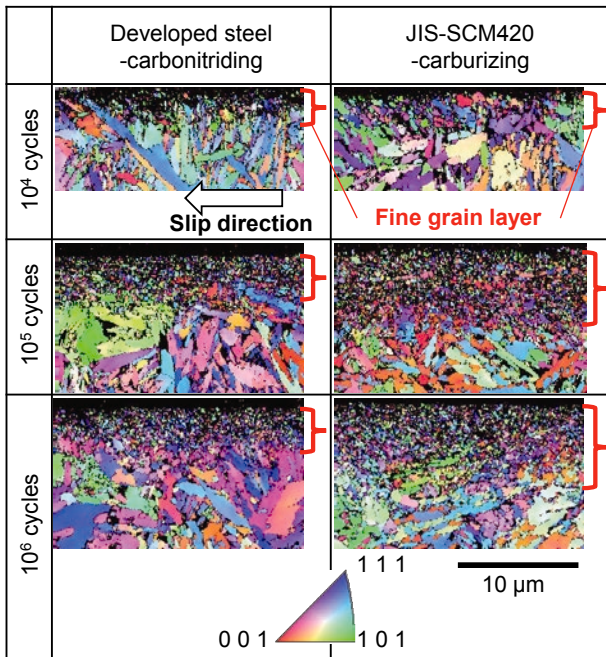 Developed steel
-carbonitriding
JIS-SCM420
-carburizing
10⁴ cycles
Slip direction
Fine grain layer
10⁵ cycles
10⁶ cycles
1 1 1
0 0 1
1 0 1
10 µm